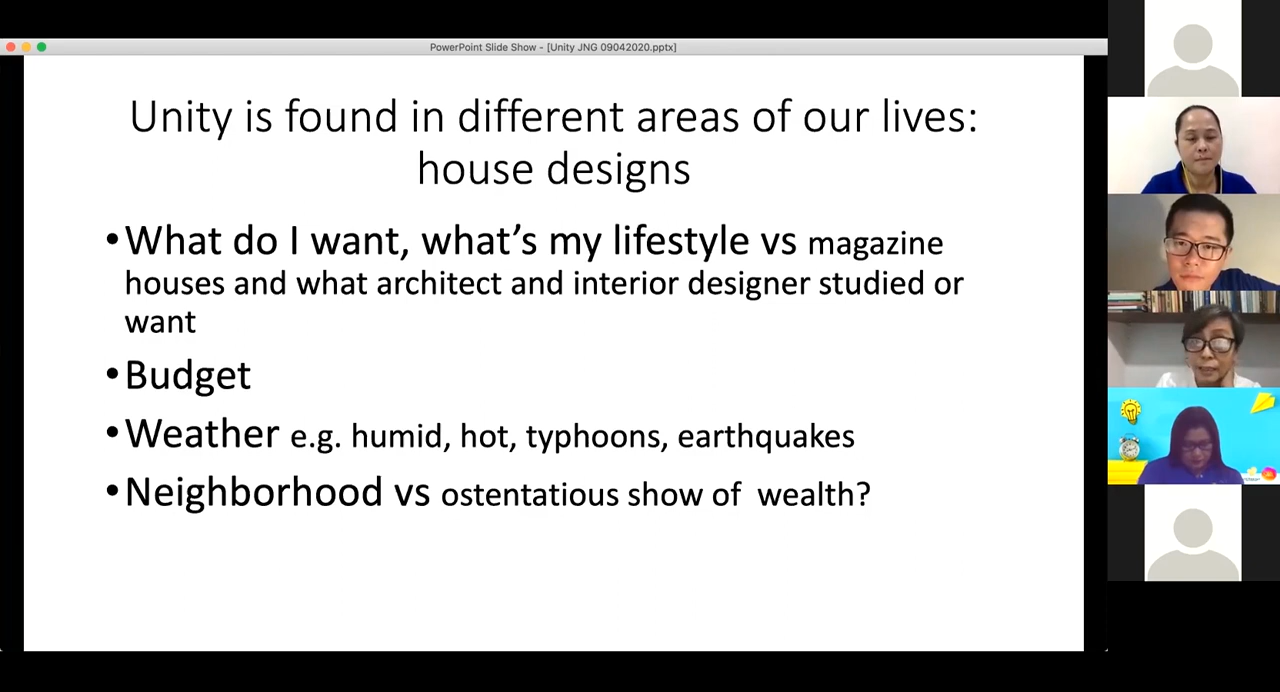 PowerPoint Slide Show - [Unity JNG 09042020.pptx]
Unity is found in different areas of our lives:
house designs
•What do I want, what’s my lifestyle vs magazine
houses and what architect and interior designer studied or
want
•Budget
•Weather e.g. humid, hot, typhoons, earthquakes
•Neighborhood vs ostentatious show of  wealth?